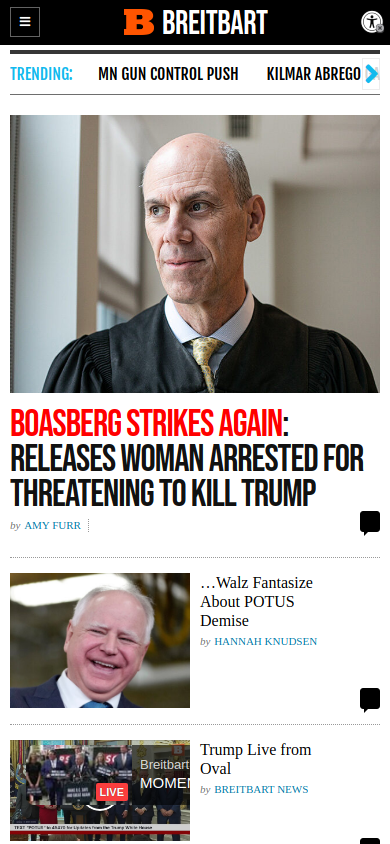 BREITBART
TRENDING: MN GUN CONTROL PUSH KILMAR ABREGO
BOASBERG STRIKES AGAIN:
RELEASES WOMAN ARRESTED FOR
THREATENING TO KILL TRUMP
by AMY FURR
…Walz Fantasize
About POTUS
Demise
by HANNAH KNUDSEN
Breitbart
MOMEN
LIVE
TEXT "POTUS" to 45470 for Updates from the Trump White House
Trump Live from
Oval
by BREITBART NEWS